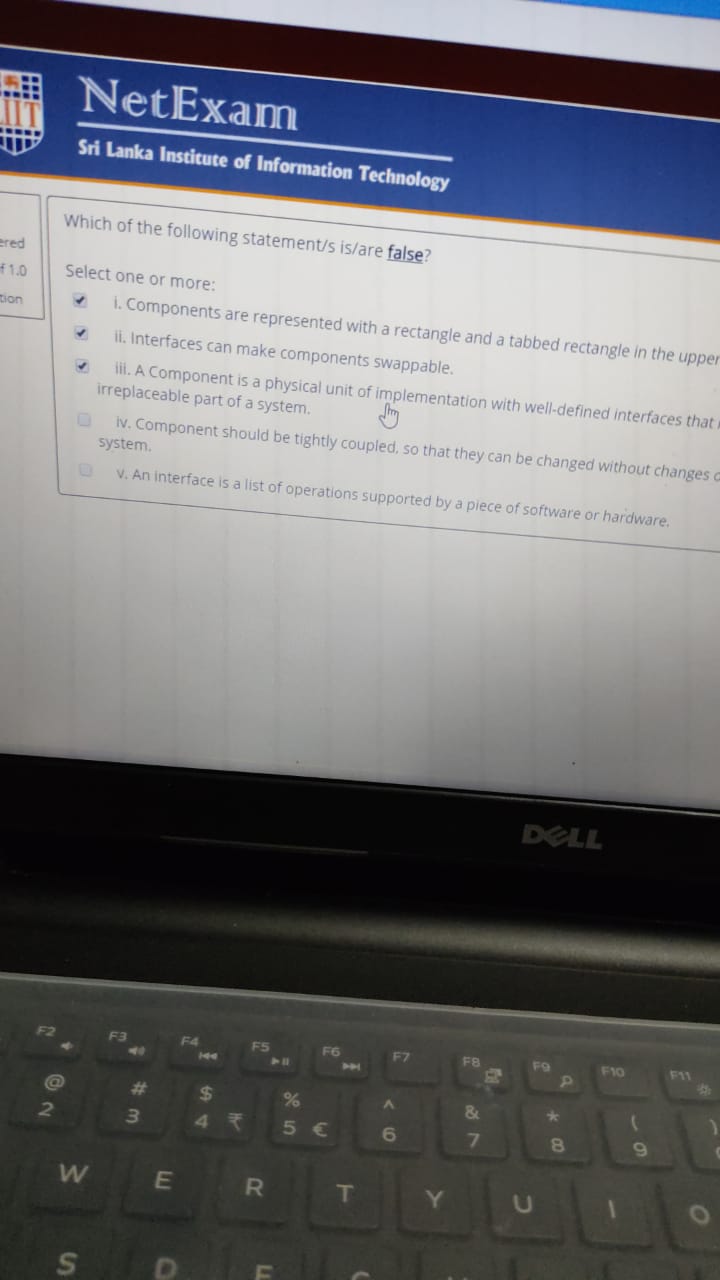 IIT
NetExam
Sri Lanka Institute of Information Technology
ered
f 1.0
tion
Which of the following statement/s is/are false?
Select one or more:
i. Components are represented with a rectangle and a tabbed rectangle in the upper
ii. Interfaces can make components swappable.
iii. A Component is a physical unit of implementation with well-defined interfaces that
irreplaceable part of a system.
iv. Component should be tightly coupled, so that they can be changed without changes
system.
v. An interface is a list of operations supported by a piece of software or hardware.
DELL
F2 F3 F4 F5 F6 F7 F8 F9 F10 F11
@ # $ % ^ & * ( )
2 3 4 ₹ 5 € 6 7 8 9
W E R T Y U I O
S D F